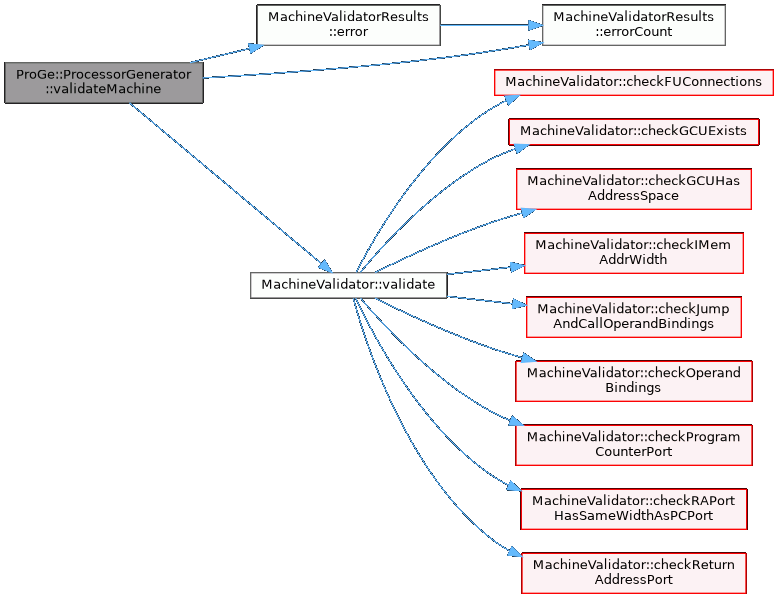 MachineValidatorResults
::error
MachineValidatorResults
::errorCount
ProGe::ProcessorGenerator
::validateMachine
MachineValidator::checkFUConnections
MachineValidator::checkGCUExists
MachineValidator::checkGCUHas
AddressSpace
MachineValidator::checkIMem
AddrWidth
MachineValidator::validate
MachineValidator::checkJump
AndCallOperandBindings
MachineValidator::checkOperand
Bindings
MachineValidator::checkProgram
CounterPort
MachineValidator::checkRAPort
HasSameWidthAsPCPort
MachineValidator::checkReturn
AddressPort